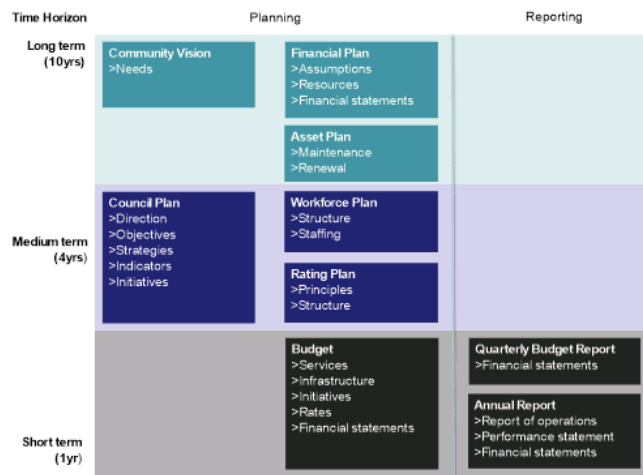 Time Horizon
Planning
Reporting
Long term
(10yrs)
Community Vision
>Needs
Financial Plan
>Assumptions
>Resources
>Financial statements
Asset Plan
>Maintenance
>Renewal
Medium term
(4yrs)
Council Plan
>Direction
>Objectives
>Strategies
>Indicators
>Initiatives
Workforce Plan
>Structure
>Staffing
Rating Plan
>Principles
>Structure
Short term
(1yr)
Budget
>Services
>Infrastructure
>Initiatives
>Rates
>Financial statements
Quarterly Budget Report
>Financial statements
Annual Report
>Report of operations
>Performance statement
>Financial statements